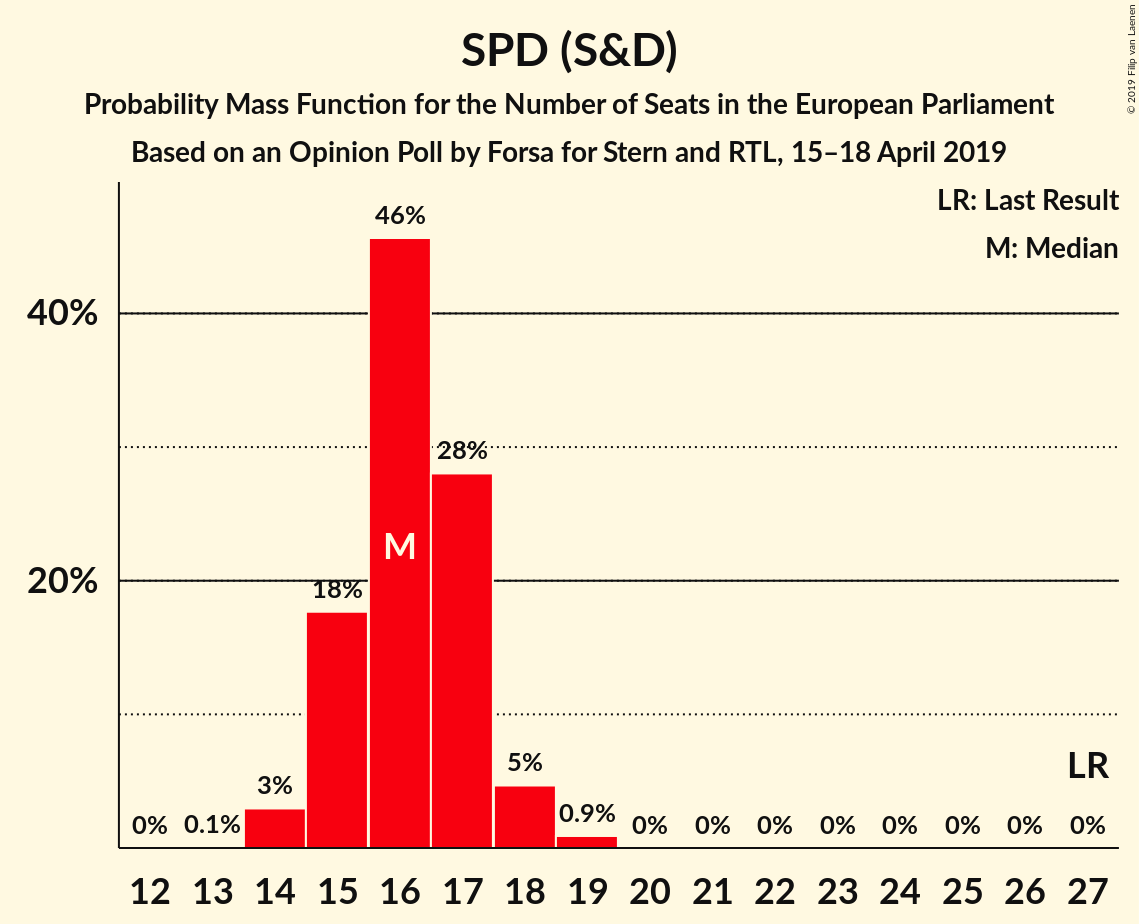 SPD (S&D)
Probability Mass Function for the Number of Seats in the European Parliament
Based on an Opinion Poll by Forsa for Stern and RTL, 15–18 April 2019
© 2019 Filip van Laenen
LR: Last Result
M: Median
40%
20%
0%
0.1%
3%
18%
46%
M
28%
5%
0.9%
0%
0%
0%
0%
0%
0%
0%
0%
LR
12 13 14 15 16 17 18 19 20 21 22 23 24 25 26 27